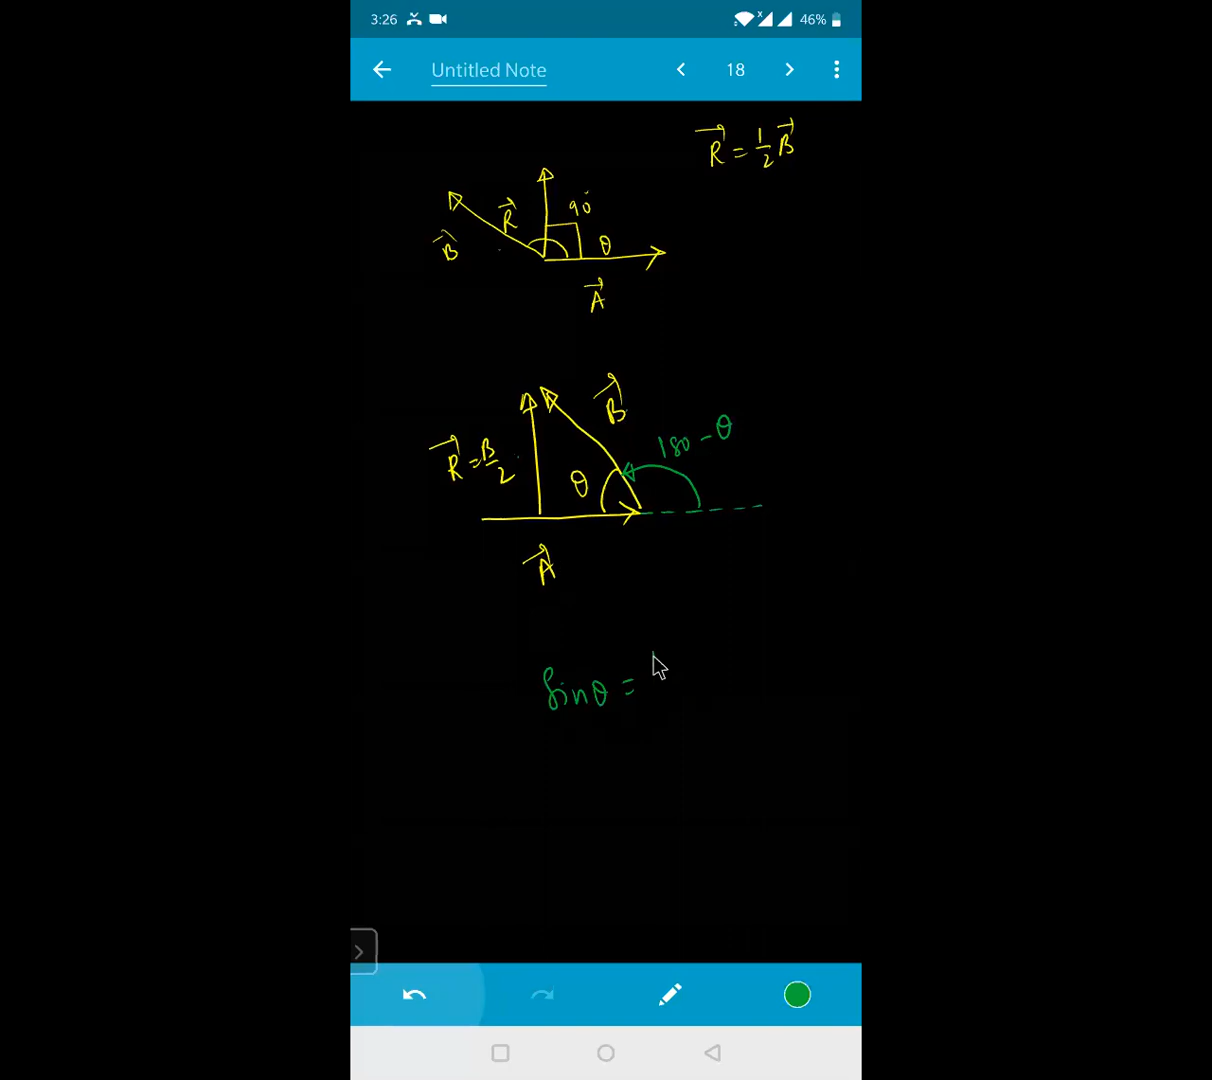 3:26 46%
Untitled Note 18
R⃗ = 1/2 B⃗
90°
R⃗
B⃗
θ
A⃗
B⃗
180 - θ
R⃗ = B/2
θ
A⃗
Sinθ =